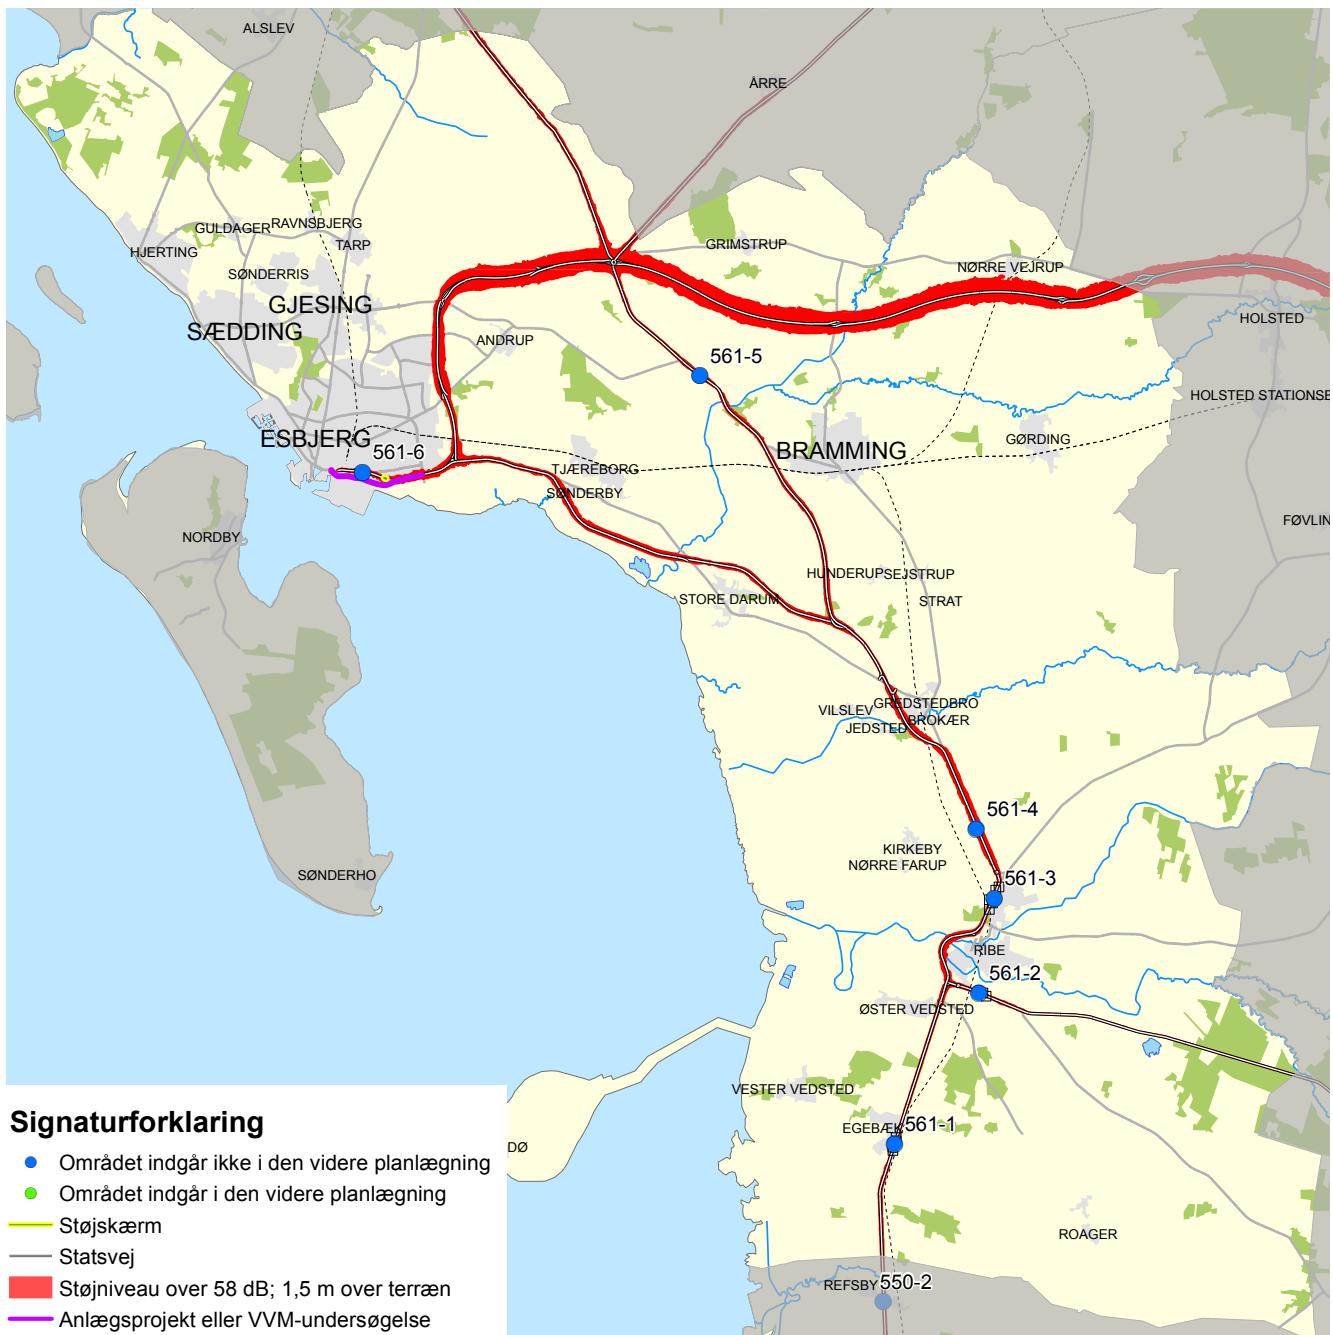 ALSLEV
ÅRRE
GULDAGER
RAVNSBJERG
TARP
HJERTING
GRIMSTRUP
SØNDERRIS
NØRRE VEJRUP
GJESING
SÆDDING
HOLSTED
ANDRUP
561-5
HOLSTED STATIONSB
ESBJERG
561-6
BRAMMING
GØRDING
TJÆREBORG
SØNDERBY
FØVLIN
NORDBY
HUNDERUP
SEJSTRUP
STORE DARUM
STRAT
VILSLEV
GREDSTEDBRO
BROKÆR
JEDSTED
561-4
KIRKEBY
NØRRE FARUP
SØNDERHO
561-3
RIBE
561-2
ØSTER VEDSTED
VESTER VEDSTED
EGEBÆK
561-1
DØ
ROAGER
REFSBY
550-2
Signaturforklaring
Området indgår ikke i den videre planlægning
Området indgår i den videre planlægning
Støjskærm
Statsvej
Støjniveau over 58 dB; 1,5 m over terræn
Anlægsprojekt eller VVM-undersøgelse